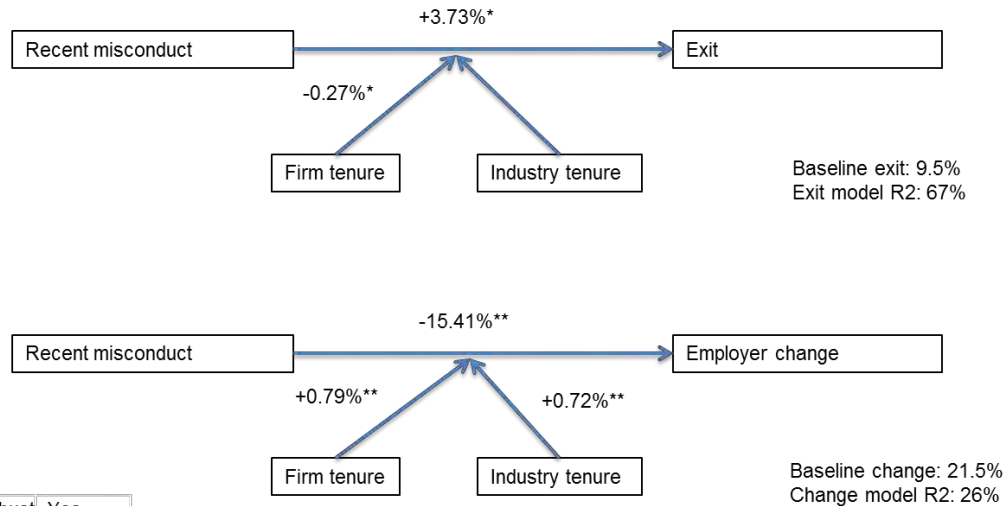 +3.73%*
Recent misconduct
Exit
-0.27%*
Firm tenure
Industry tenure
Baseline exit: 9.5%
Exit model R2: 67%
-15.41%**
Recent misconduct
Employer change
+0.79%**
+0.72%**
Firm tenure
Industry tenure
Baseline change: 21.5%
Change model R2: 26%